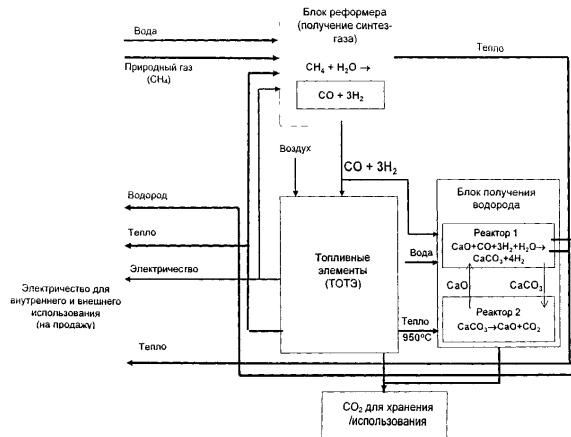 Блок реформера
(получение синтез-
газа)
Вода
Природный газ
(CH₄)
Тепло
CH₄ + H₂O →
CO + 3H₂
Воздух
CO + 3H₂
Блок получения
водорода
Водород
Тепло
Электричество
Электричество для
внутреннего и внешнего
использования
(на продажу)
Тепло
Топливные
элементы
(ТОТЭ)
Вода
Реактор 1
CaO+CO+3H₂+H₂O→
CaCO₃+4H₂
CaO
CaCO₃
Тепло
950°C
Реактор 2
CaCO₃→CaO+CO₂
CO₂ для хранения
/использования